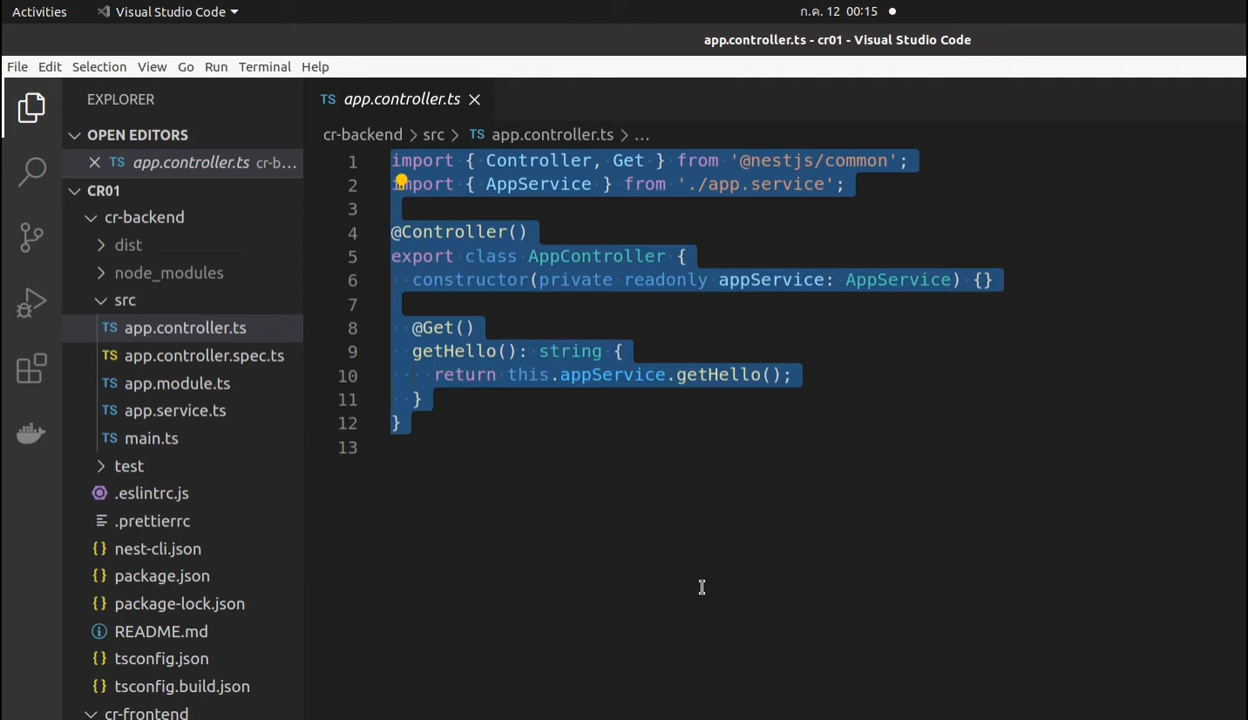 Activities Visual Studio Code ก.ค. 12 00:15
app.controller.ts - cr01 - Visual Studio Code
File Edit Selection View Go Run Terminal Help
EXPLORER
OPEN EDITORS
TS app.controller.ts cr-b...
CR01
cr-backend
dist
node_modules
src
TS app.controller.ts
TS app.controller.spec.ts
TS app.module.ts
TS app.service.ts
TS main.ts
test
.eslintrc.js
.prettierrc
{} nest-cli.json
{} package.json
{} package-lock.json
README.md
tsconfig.json
{} tsconfig.build.json
cr-frontend
TS app.controller.ts
cr-backend > src > TS app.controller.ts > ...
1 import { Controller, Get } from '@nestjs/common';
2 import { AppService } from './app.service';
3
4 @Controller()
5 export class AppController {
6 constructor(private readonly appService: AppService) {}
7
8 @Get()
9 getHello(): string {
10 return this.appService.getHello();
11 }
12 }
13